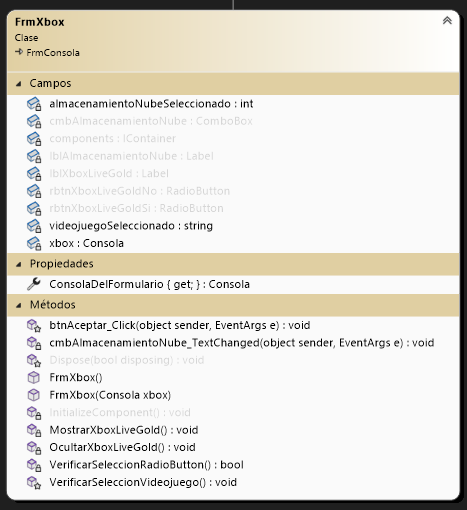 FrmXbox
Clase
FrmConsola
Campos
almacenamientoNubeSeleccionado : int
cmbAlmacenamientoNube : ComboBox
components : IContainer
lblAlmacenamientoNube : Label
lblXboxLiveGold : Label
rbtnXboxLiveGoldNo : RadioButton
rbtnXboxLiveGoldSi : RadioButton
videojuegoSeleccionado : string
xbox : Consola
Propiedades
ConsolaDelFormulario { get; } : Consola
Métodos
btnAceptar_Click(object sender, EventArgs e) : void
cmbAlmacenamientoNube_TextChanged(object sender, EventArgs e) : void
Dispose(bool disposing) : void
FrmXbox()
FrmXbox(Consola xbox)
InitializeComponent() : void
MostrarXboxLiveGold() : void
OcultarXboxLiveGold() : void
VerificarSeleccionRadioButton() : bool
VerificarSeleccionVideojuego() : void